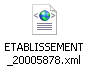 ETABLISSEMENT
_20005878.xml